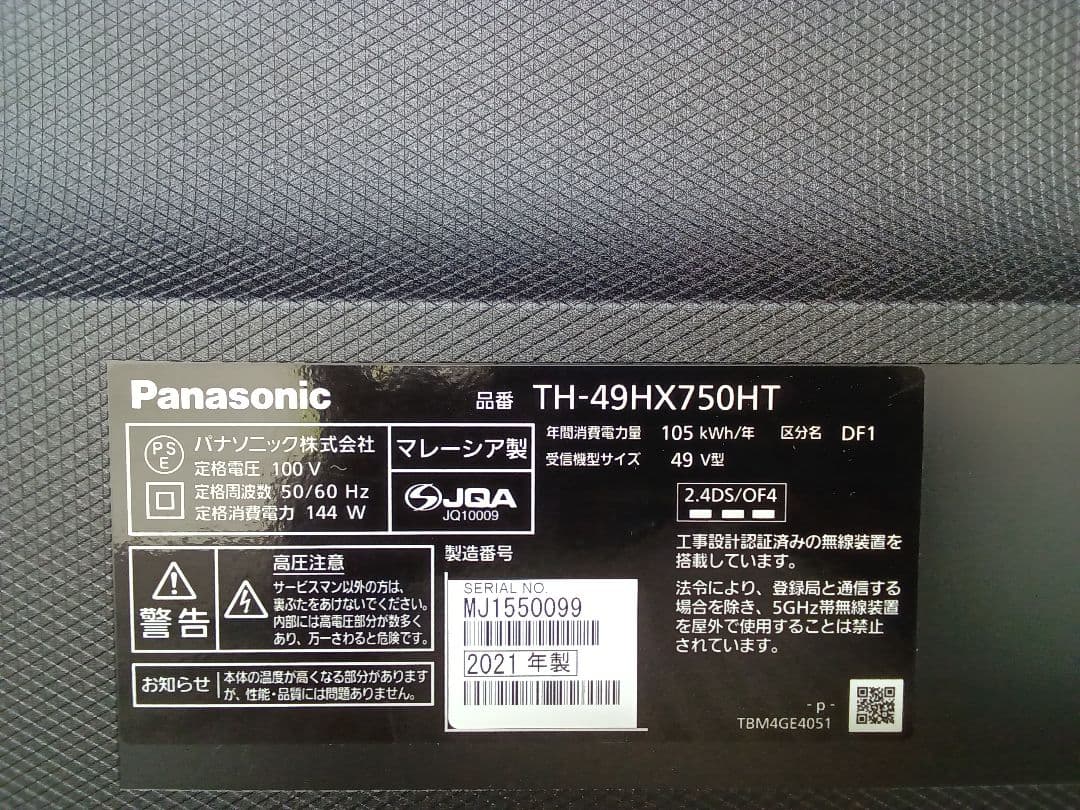 Panasonic
品番 TH-49HX750HT
PS E
パナソニック株式会社
定格電圧 100 V ～
定格周波数 50/60 Hz
定格消費電力 144 W
マレーシア製
JQA
JQ10009
年間消費電力量 105 kWh/年 区分名 DF1
受信機型サイズ 49 V型
2.4DS/OF4
工事設計認証済みの無線装置を
搭載しています。
法令により、登録局と通信する
場合を除き、5GHz帯無線装置
を屋外で使用することは禁止
されています。
警告
高圧注意
サービスマン以外の方は、
裏ぶたをあけないでください。
内部には高電圧部分が数多く
あり、万一さわると危険です。
お知らせ
本体の温度が高くなる部分があります
が、性能・品質には問題ありません。
製造番号
SERIAL NO.
MJ1550099
2021 年製
- p -
TBM4GE4051